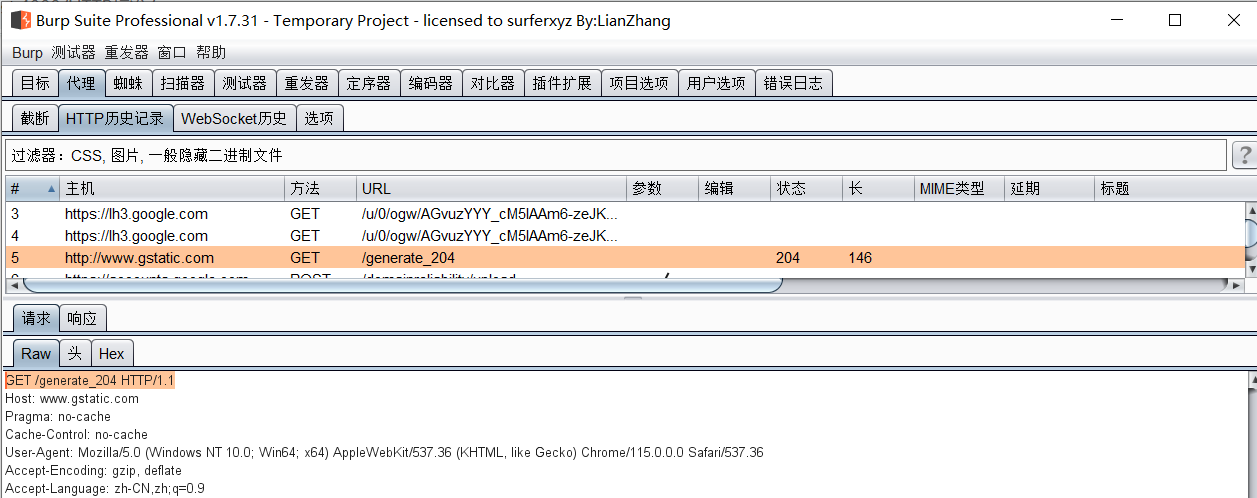 Burp Suite Professional v1.7.31 - Temporary Project - licensed to surferxyz By:LianZhang
Burp 测试器 重发器 窗口 帮助
目标 代理 蜘蛛 扫描器 测试器 重发器 定序器 编码器 对比器 插件扩展 项目选项 用户选项 错误日志
截断 HTTP历史记录 WebSocket历史 选项
过滤器：CSS, 图片, 一般隐藏二进制文件 ?
# 主机 方法 URL 参数 编辑 状态 长 MIME类型 延期 标题
3 https://lh3.google.com GET /u/0/ogw/AGvuzYYY_cM5lAAm6-zeJK...
4 https://lh3.google.com GET /u/0/ogw/AGvuzYYY_cM5lAAm6-zeJK...
5 http://www.gstatic.com GET /generate_204 204 146
6 https://accounts.google.com POST /domainreliability/upload
请求 响应
Raw 头 Hex
GET /generate_204 HTTP/1.1
Host: www.gstatic.com
Pragma: no-cache
Cache-Control: no-cache
User-Agent: Mozilla/5.0 (Windows NT 10.0; Win64; x64) AppleWebKit/537.36 (KHTML, like Gecko) Chrome/115.0.0.0 Safari/537.36
Accept-Encoding: gzip, deflate
Accept-Language: zh-CN,zh;q=0.9